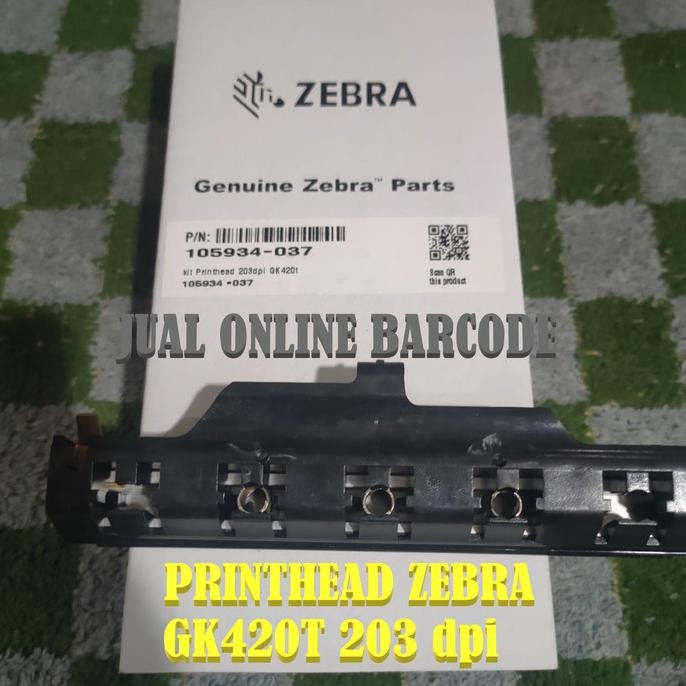 ZEBRA
Genuine Zebra™ Parts
P/N:
105934-037
kit Printhead 203dpi GK420t
105934-037
Scan QR
this product
JUAL ONLINE BARCODE
PRINTHEAD ZEBRA
GK420T 203 dpi